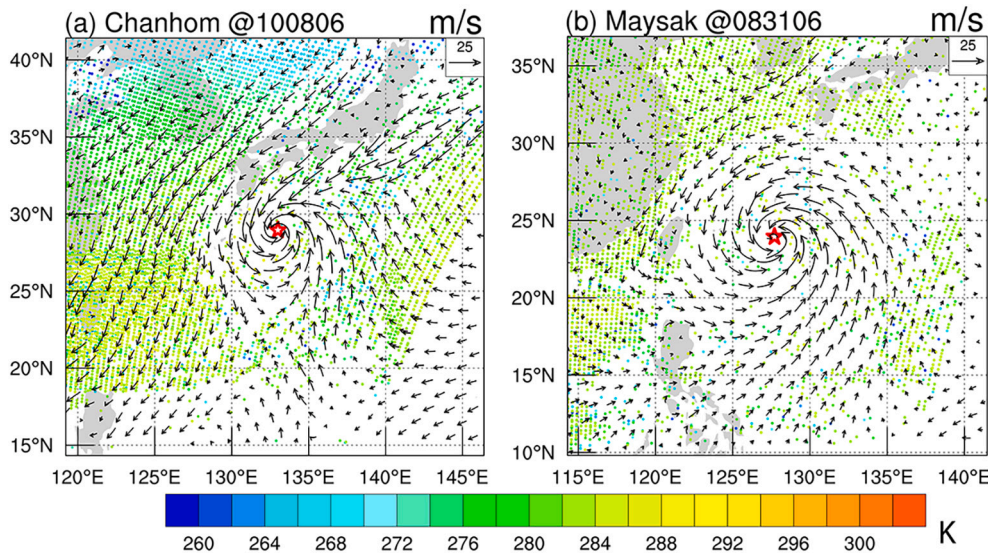 (a) Chanhom @100806 m/s
(b) Maysak @083106 m/s
25
40°N
35°N
30°N
25°N
20°N
15°N
120°E 125°E 130°E 135°E 140°E 145°E
25
35°N
30°N
25°N
20°N
15°N
10°N
115°E 120°E 125°E 130°E 135°E 140°E
260 264 268 272 276 280 284 288 292 296 300 K